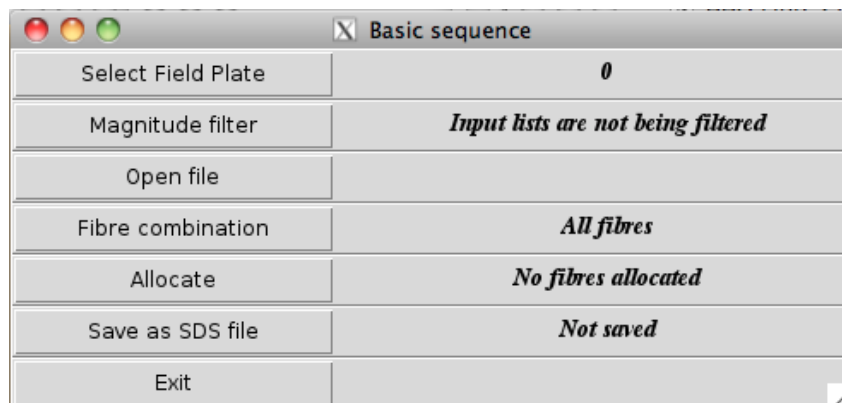 X Basic sequence
Select Field Plate 0
Magnitude filter Input lists are not being filtered
Open file
Fibre combination All fibres
Allocate No fibres allocated
Save as SDS file Not saved
Exit